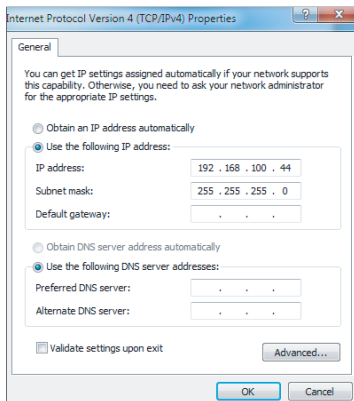 Internet Protocol Version 4 (TCP/IPv4) Properties
General
You can get IP settings assigned automatically if your network supports
this capability. Otherwise, you need to ask your network administrator
for the appropriate IP settings.
Obtain an IP address automatically
Use the following IP address:
IP address: 192 . 168 . 100 . 44
Subnet mask: 255 . 255 . 255 . 0
Default gateway: . . .
Obtain DNS server address automatically
Use the following DNS server addresses:
Preferred DNS server: . . .
Alternate DNS server: . . .
Validate settings upon exit
Advanced...
OK Cancel